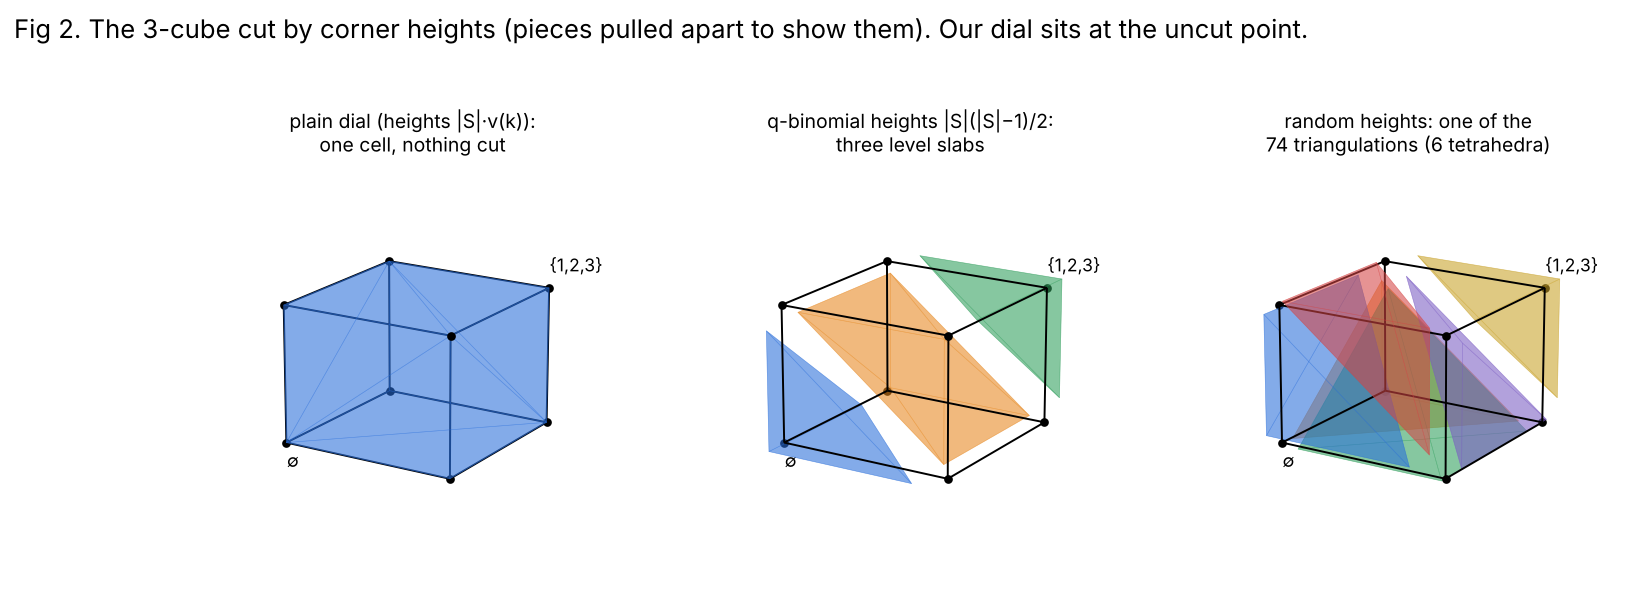 Fig 2. The 3-cube cut by corner heights (pieces pulled apart to show them). Our dial sits at the uncut point.
plain dial (heights |S|·v(k)):
one cell, nothing cut
q-binomial heights |S|(|S|−1)/2:
three level slabs
random heights: one of the
74 triangulations (6 tetrahedra)
{1,2,3}
∅
{1,2,3}
∅
{1,2,3}
∅